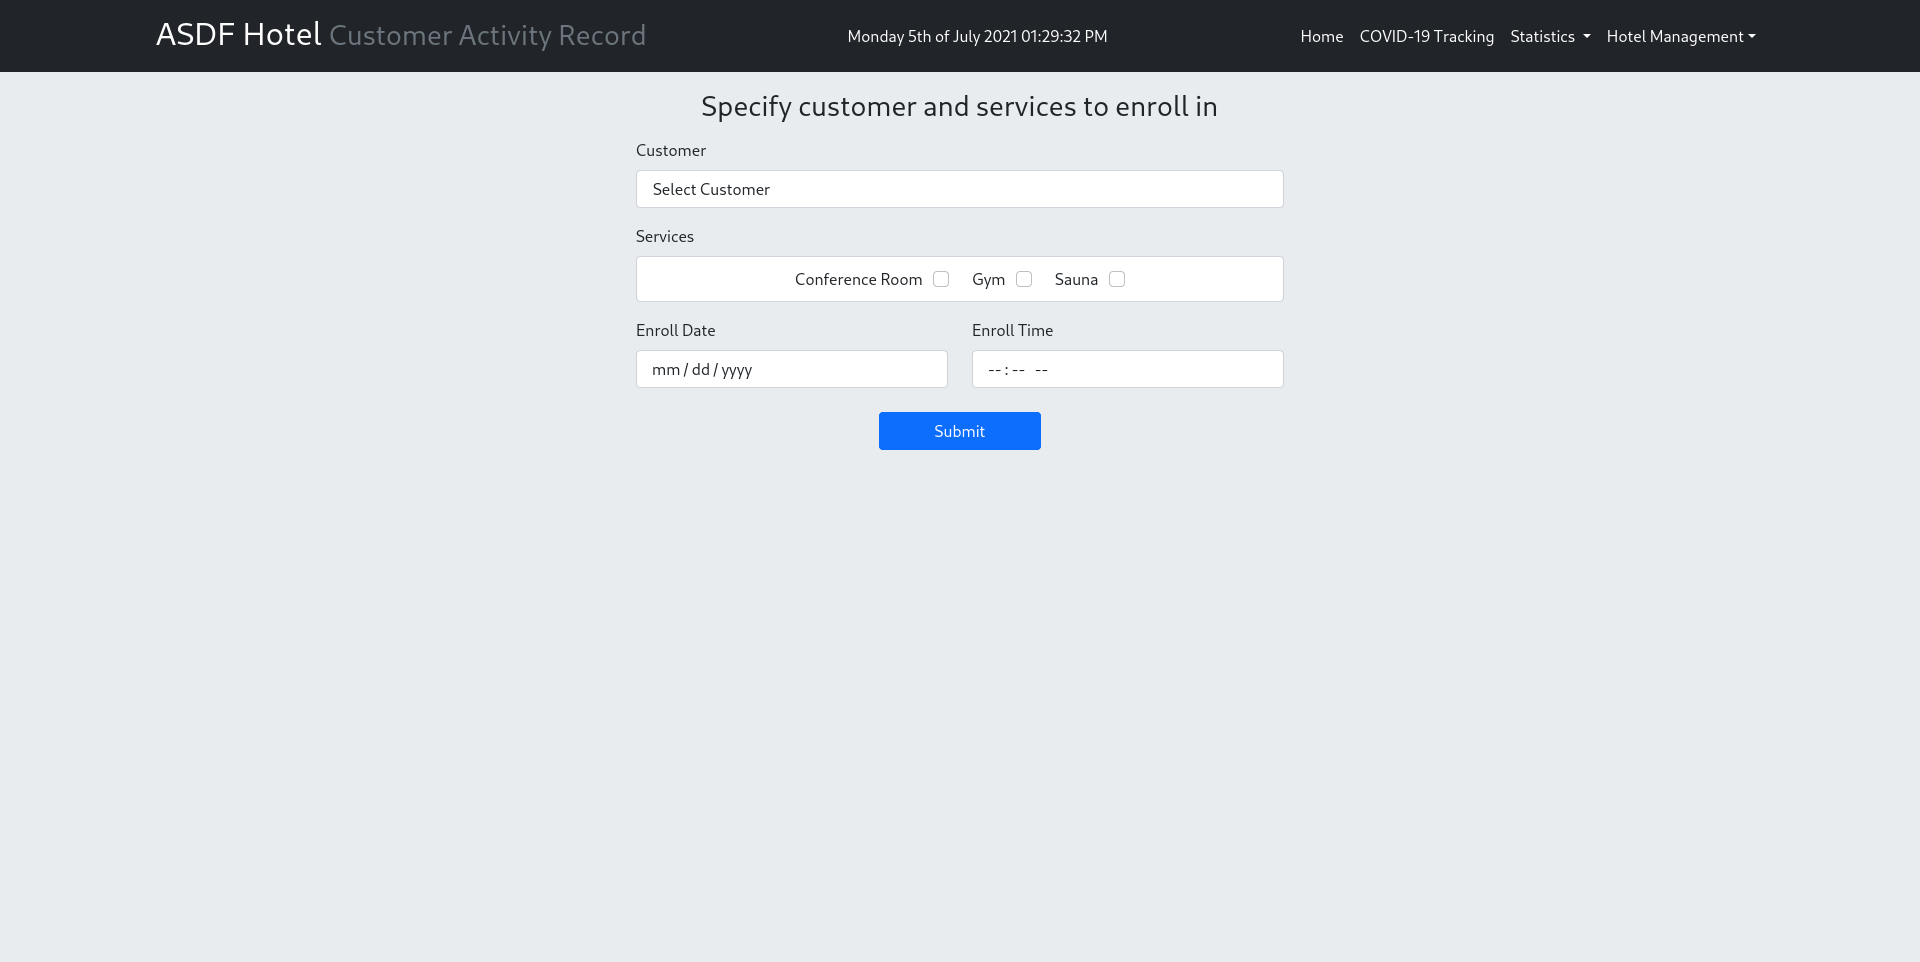 ASDF Hotel Customer Activity Record Monday 5th of July 2021 01:29:32 PM Home COVID-19 Tracking Statistics Hotel Management
Specify customer and services to enroll in
Customer
Select Customer
Services
Conference Room Gym Sauna
Enroll Date Enroll Time
mm / dd / yyyy -- : -- --
Submit